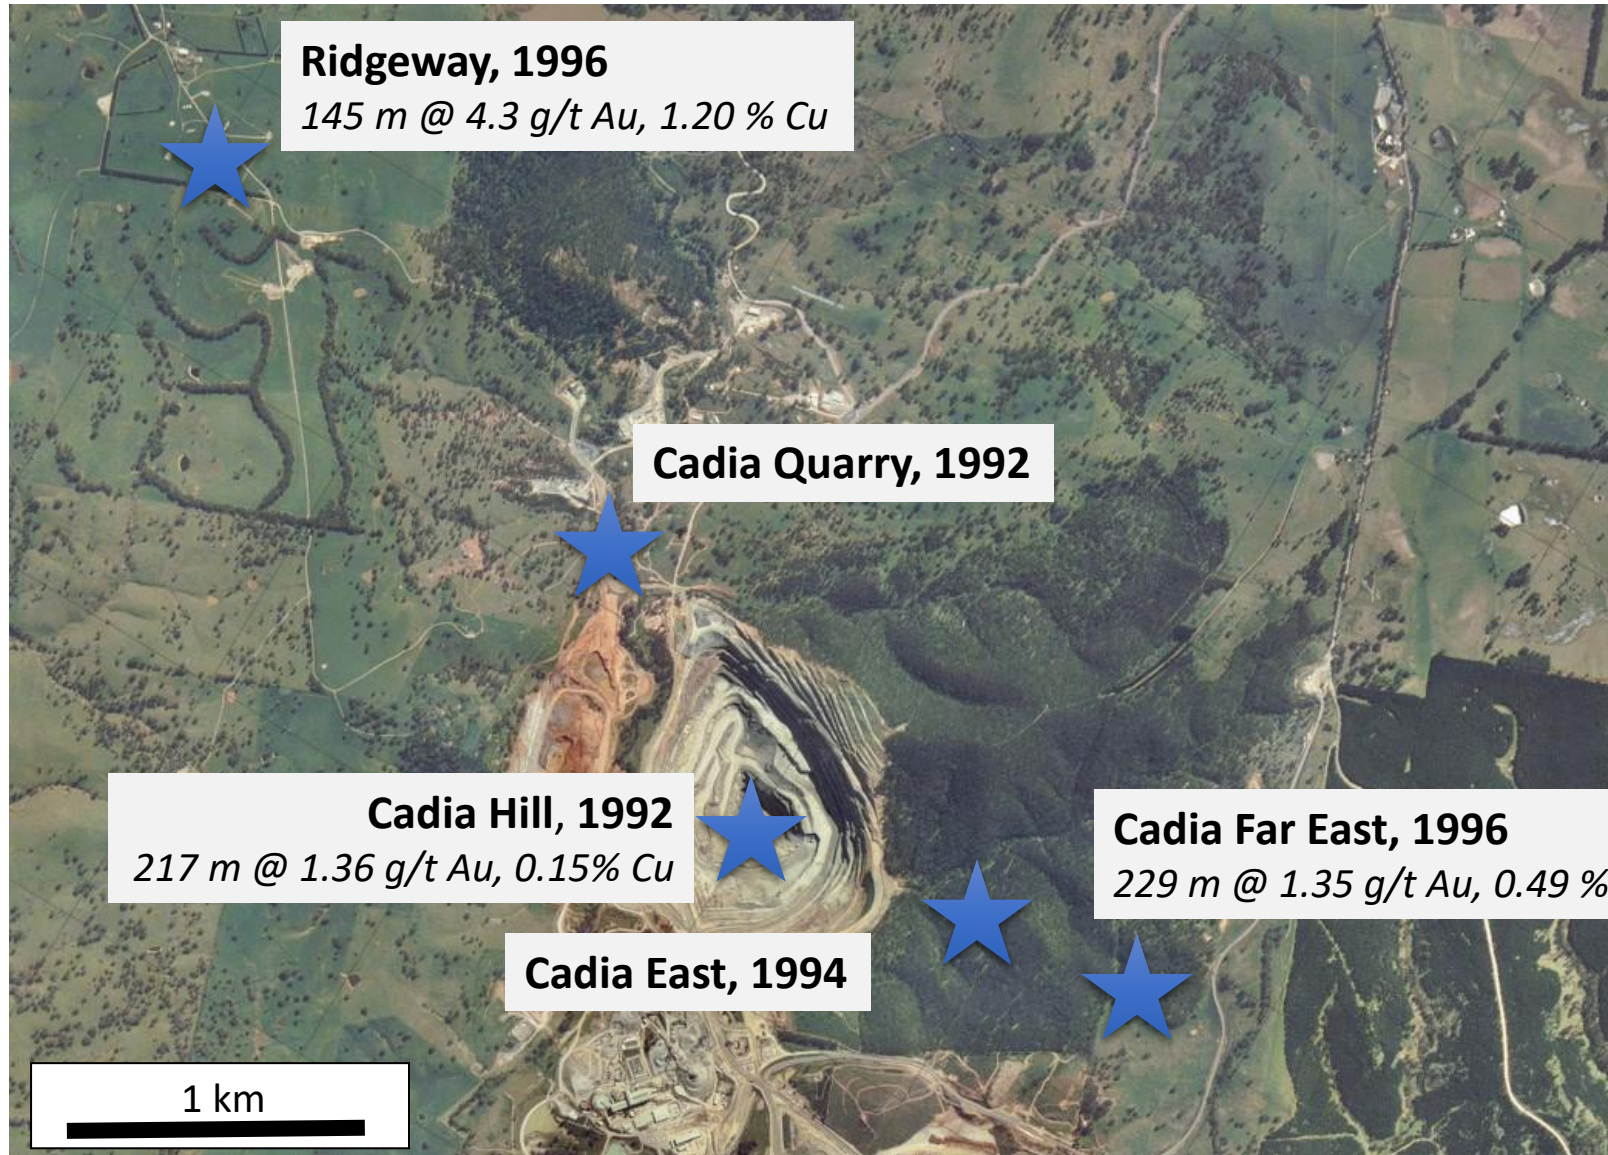 Ridgeway, 1996
145 m @ 4.3 g/t Au, 1.20 % Cu
Cadia Quarry, 1992
Cadia Hill, 1992
217 m @ 1.36 g/t Au, 0.15% Cu
Cadia Far East, 1996
229 m @ 1.35 g/t Au, 0.49 %
Cadia East, 1994
1 km